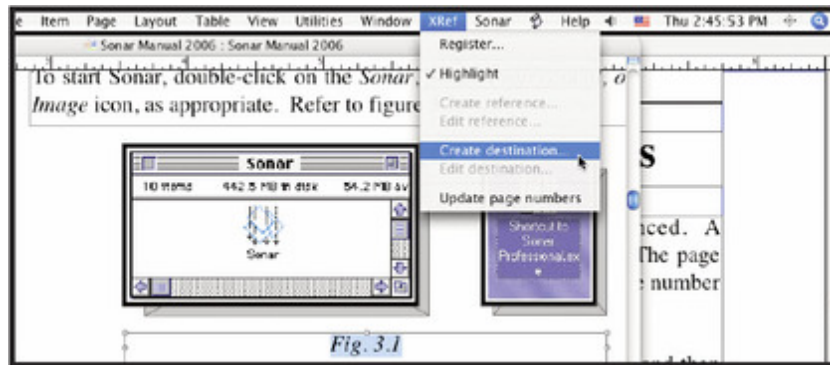 e Item Page Layout Table View Utilities Window XRef Sonar Help Thu 2:45:53 PM
Sonar Manual 2006 : Sonar Manual 2006
Register...
To start Sonar, double-click on the Sonar,
✓ Highlight
Image icon, as appropriate. Refer to figure
Create reference...
Edit reference...
Create destination...
Edit destination...
Update page numbers
Sonar
10 items 442.5 MB in disk 54.2 MB av
Sonar
Shortcut to
Sonar
Professional.ex
e
S
nced. A
The page
number
Fig. 3.1